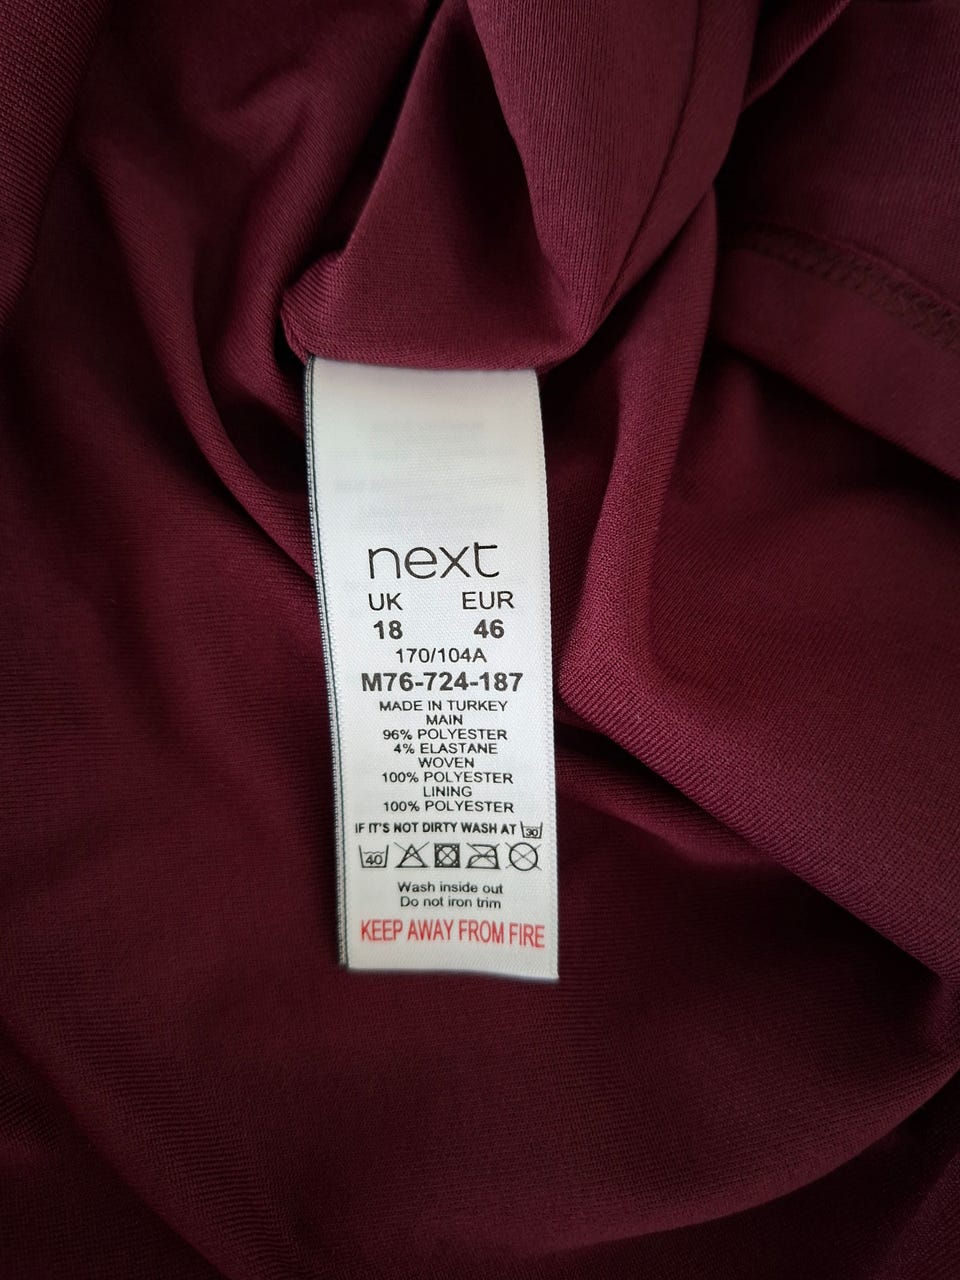 next
UK EUR
18 46
170/104A
M76-724-187
MADE IN TURKEY
MAIN
96% POLYESTER
4% ELASTANE
WOVEN
100% POLYESTER
LINING
100% POLYESTER
IF IT'S NOT DIRTY WASH AT 30
40
Wash inside out
Do not iron trim
KEEP AWAY FROM FIRE